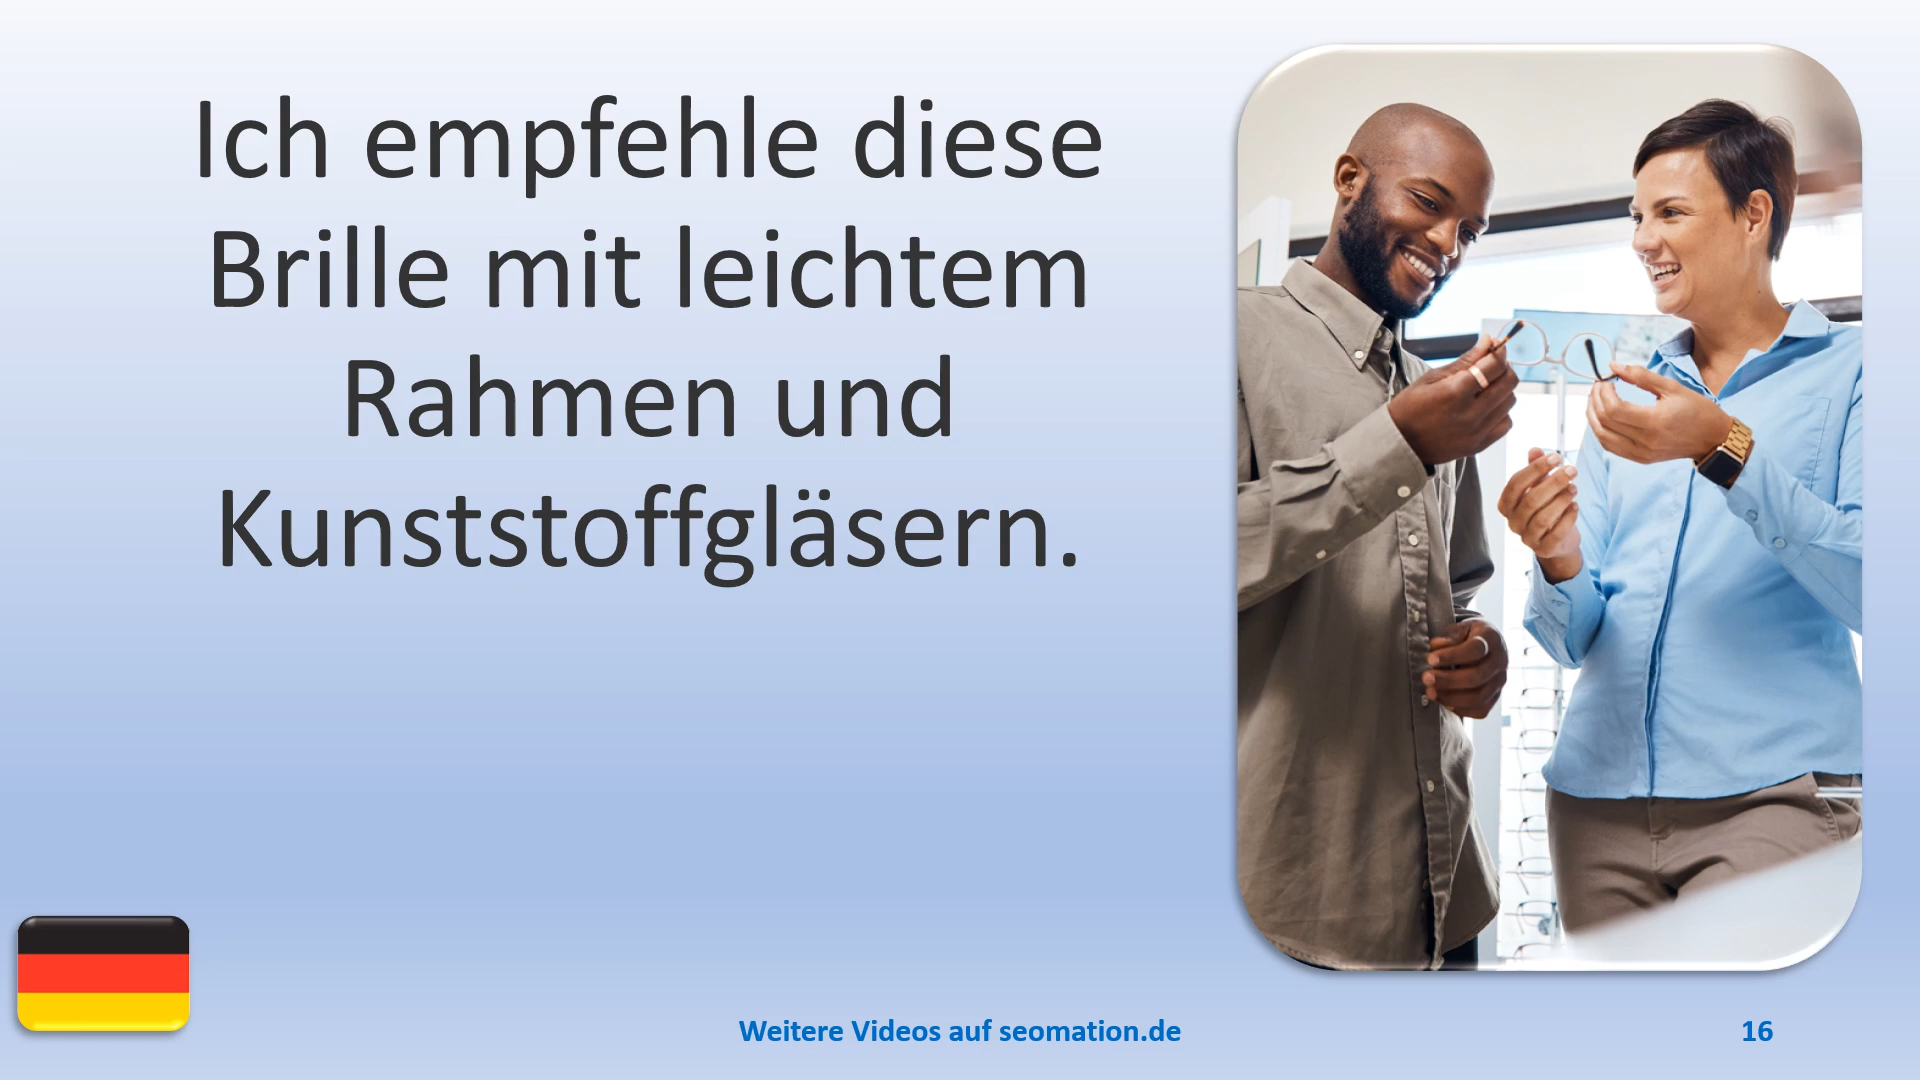 Ich empfehle diese
Brille mit leichtem
Rahmen und
Kunststoffgläsern.
Weitere Videos auf seomation.de
16